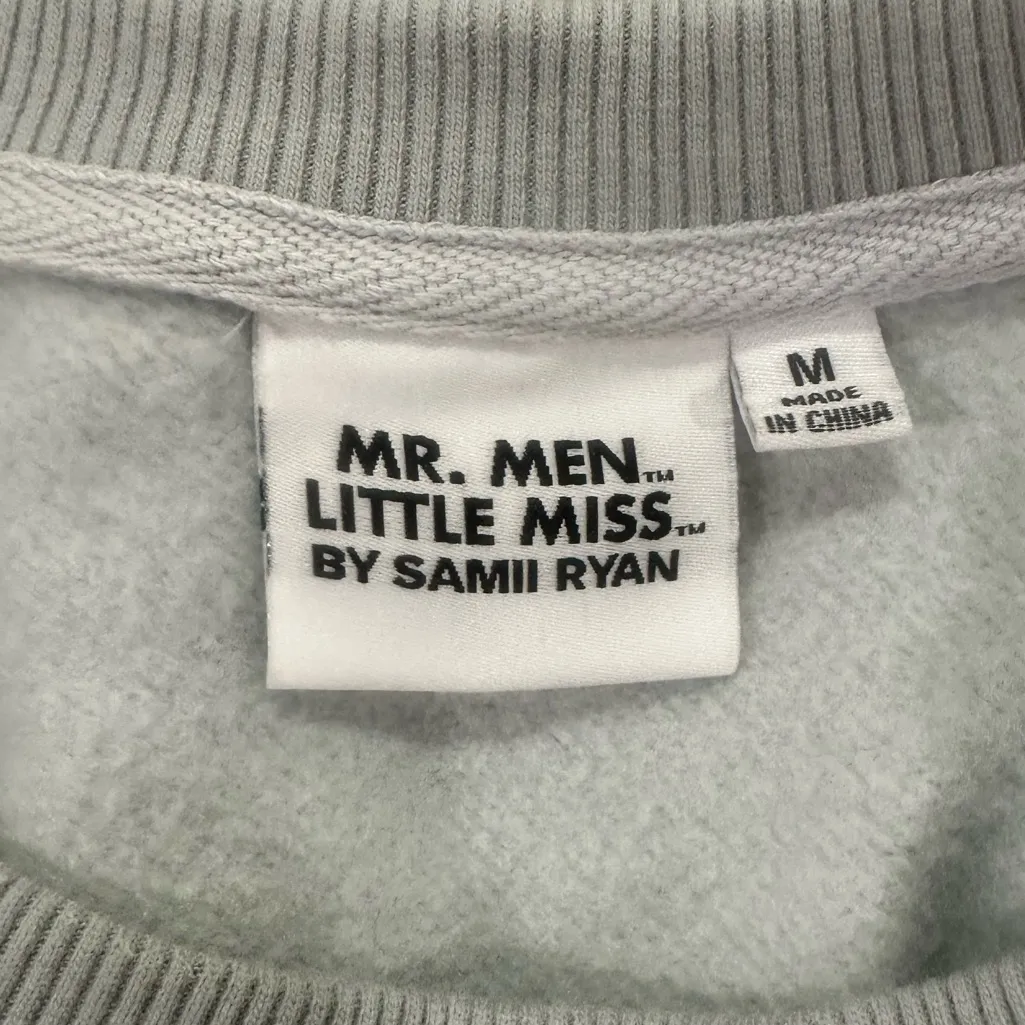 MR. MEN™
LITTLE MISS™
BY SAMII RYAN
M
MADE
IN CHINA